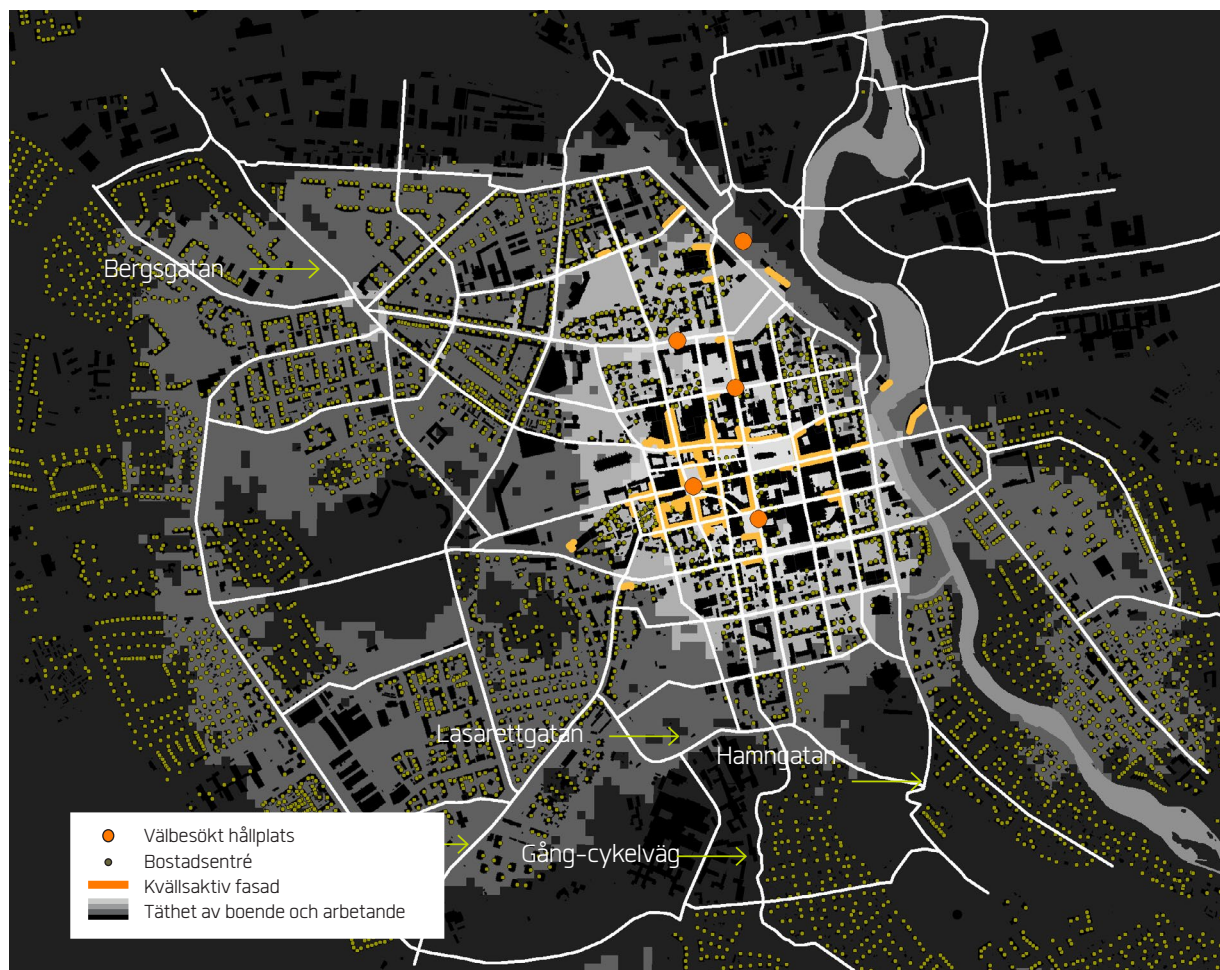 Bergsgatan
Lasarettgatan
Hamngatan
Gång-cykelväg
Välbesökt hållplats
Bostadsentré
Kvällsaktiv fasad
Täthet av boende och arbetande